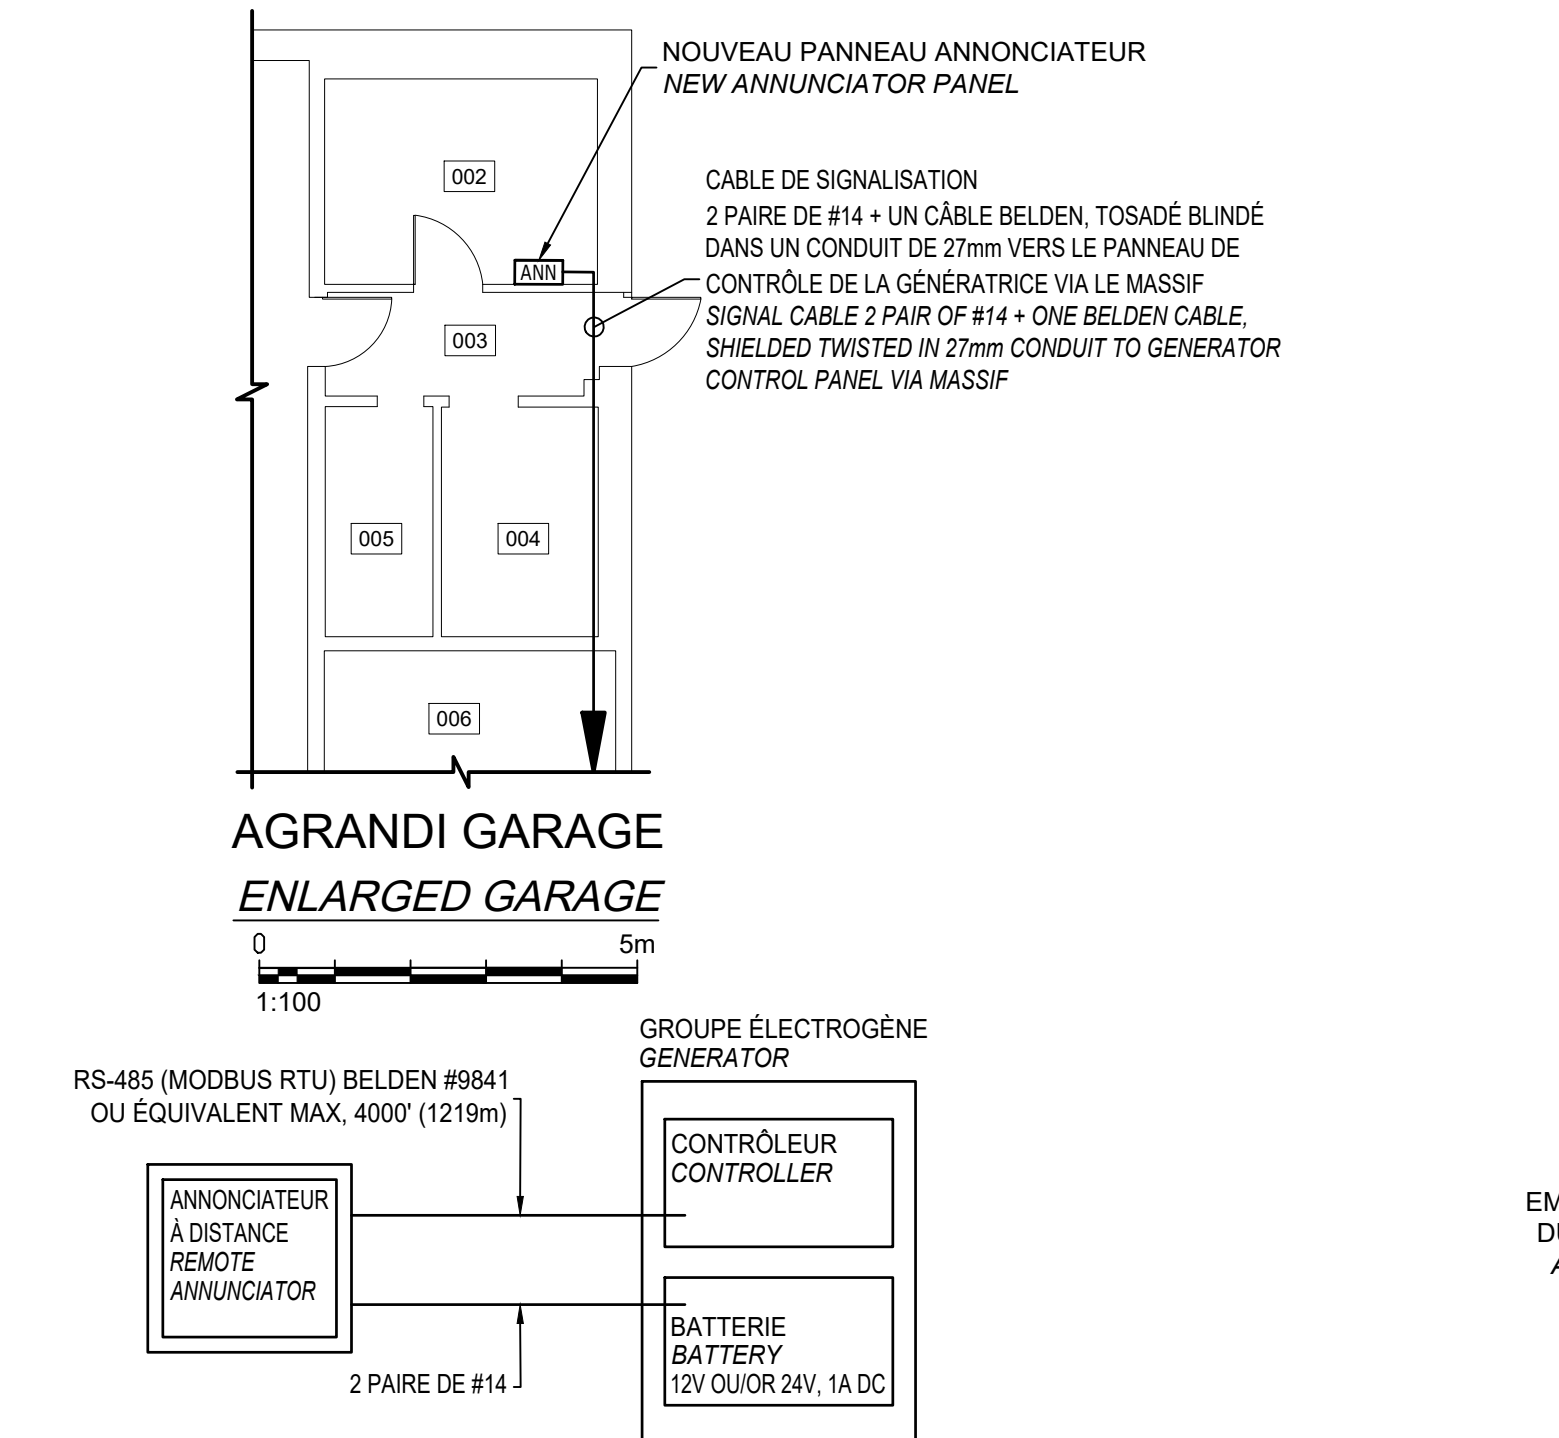 NOUVEAU PANNEAU ANNONCIATEUR
NEW ANNUNCIATOR PANEL
002
CABLE DE SIGNALISATION
2 PAIRE DE #14 + UN CÂBLE BELDEN, TOSADÉ BLINDÉ
DANS UN CONDUIT DE 27mm VERS LE PANNEAU DE
CONTRÔLE DE LA GÉNÉRATRICE VIA LE MASSIF
SIGNAL CABLE 2 PAIR OF #14 + ONE BELDEN CABLE,
SHIELDED TWISTED IN 27mm CONDUIT TO GENERATOR
CONTROL PANEL VIA MASSIF
ANN
003
005
004
006
AGRANDI GARAGE
ENLARGED GARAGE
0 5m
1:100
GROUPE ÉLECTROGÈNE
GENERATOR
RS-485 (MODBUS RTU) BELDEN #9841
OU ÉQUIVALENT MAX, 4000' (1219m)
CONTRÔLEUR
CONTROLLER
ANNONCIATEUR
À DISTANCE
REMOTE
ANNUNCIATOR
BATTERIE
BATTERY
12V OU/OR 24V, 1A DC
2 PAIRE DE #14